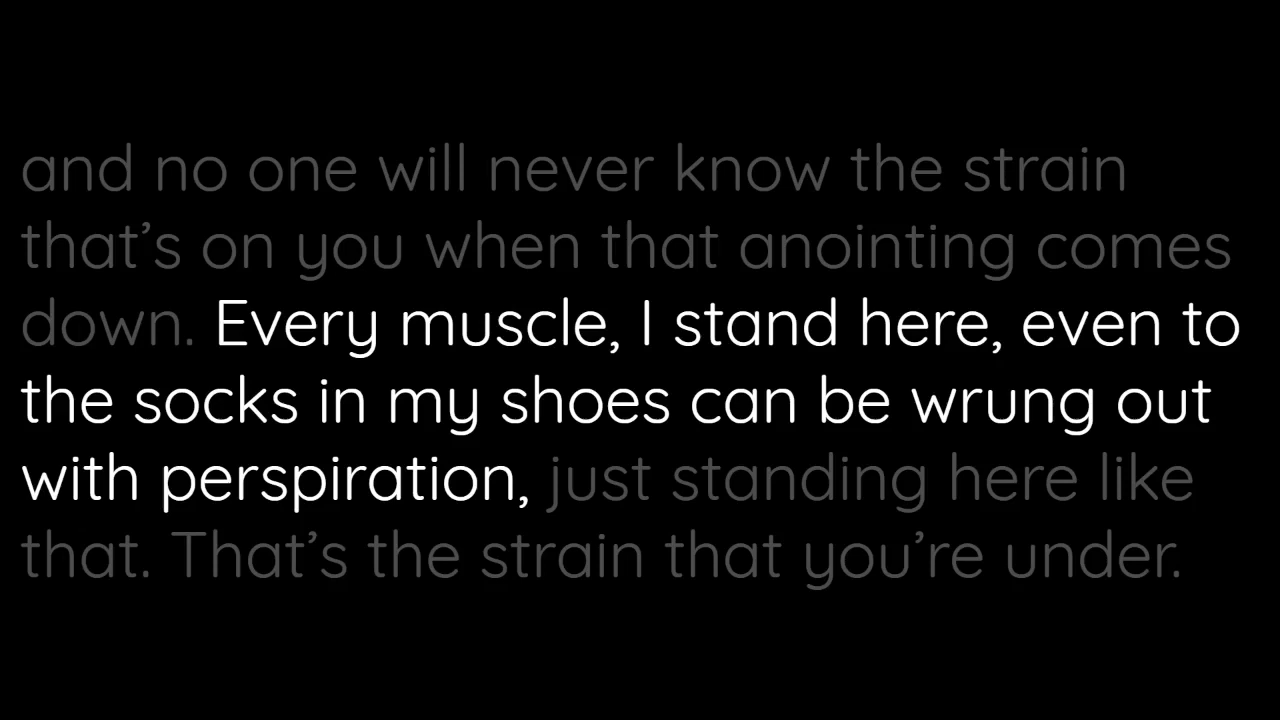 and no one will never know the strain
that’s on you when that anointing comes
down. Every muscle, I stand here, even to
the socks in my shoes can be wrung out
with perspiration, just standing here like
that. That’s the strain that you’re under.